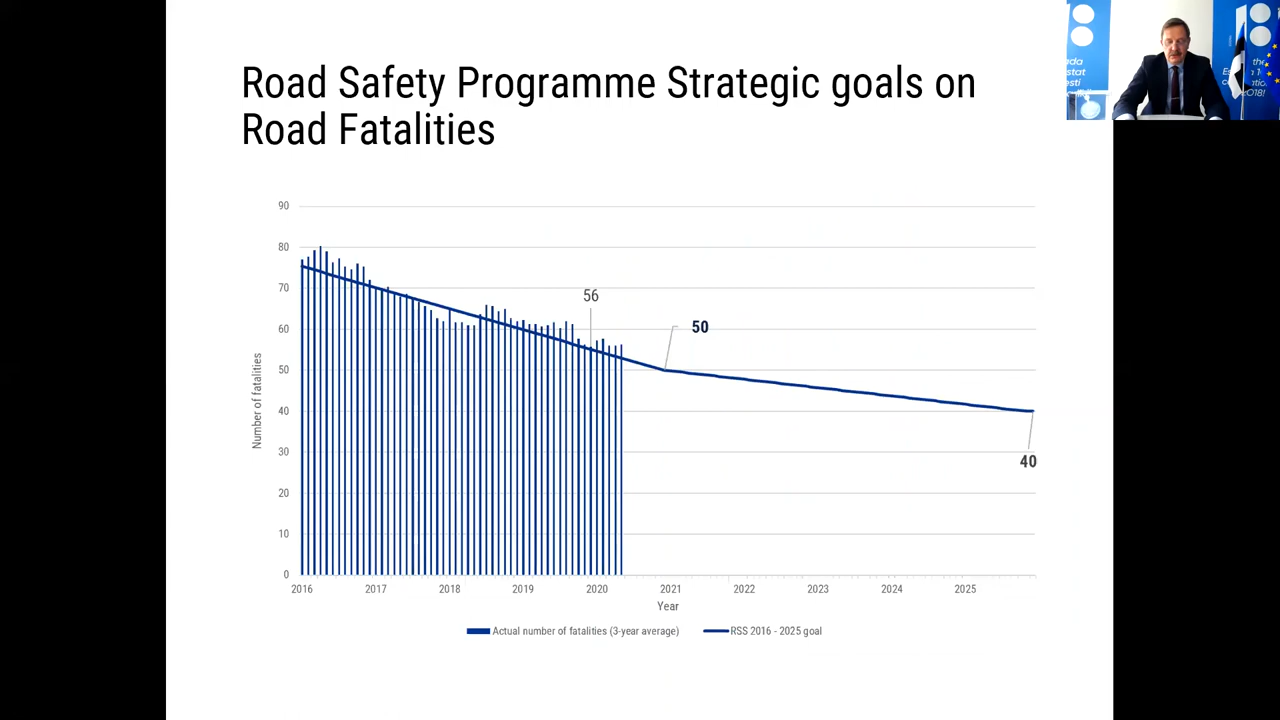 Road Safety Programme Strategic goals on
Road Fatalities
90
80
70
60
50
40
30
20
10
0
Number of fatalities
56
50
40
2016 2017 2018 2019 2020 2021 2022 2023 2024 2025
Year
Actual number of fatalities (3-year average) RSS 2016 - 2025 goal